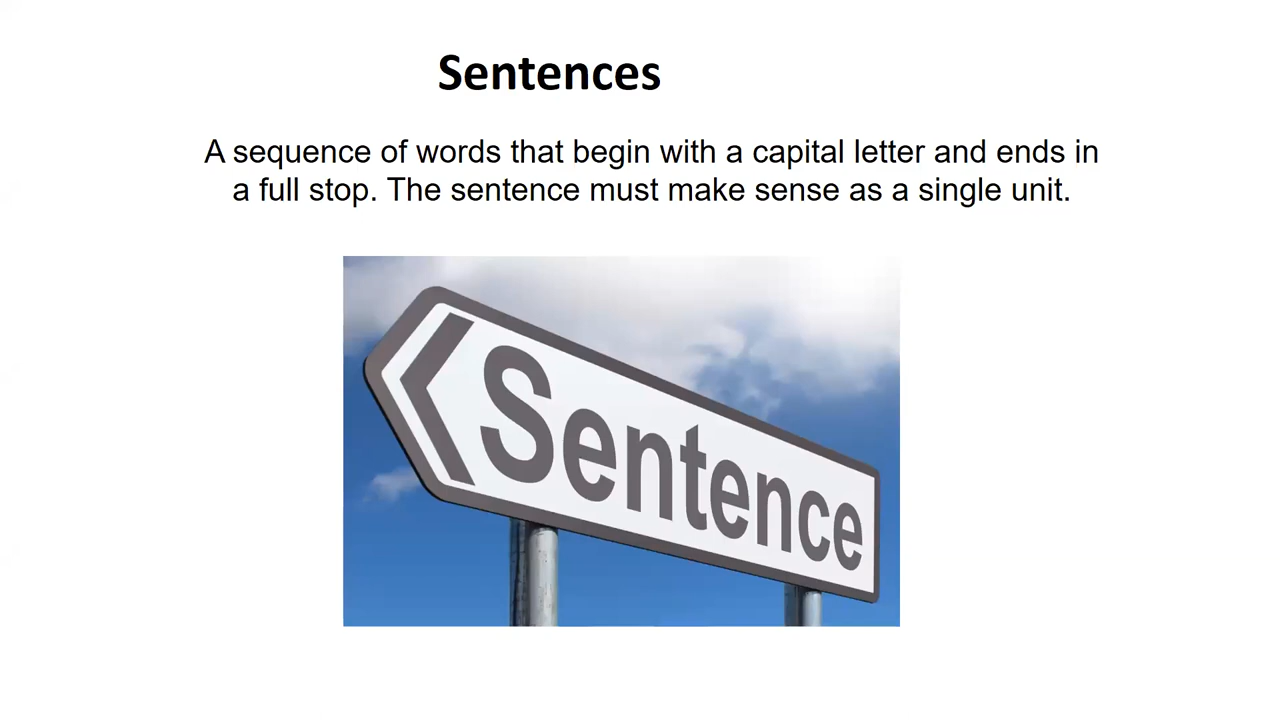 Sentences
A sequence of words that begin with a capital letter and ends in
a full stop. The sentence must make sense as a single unit.
Sentence